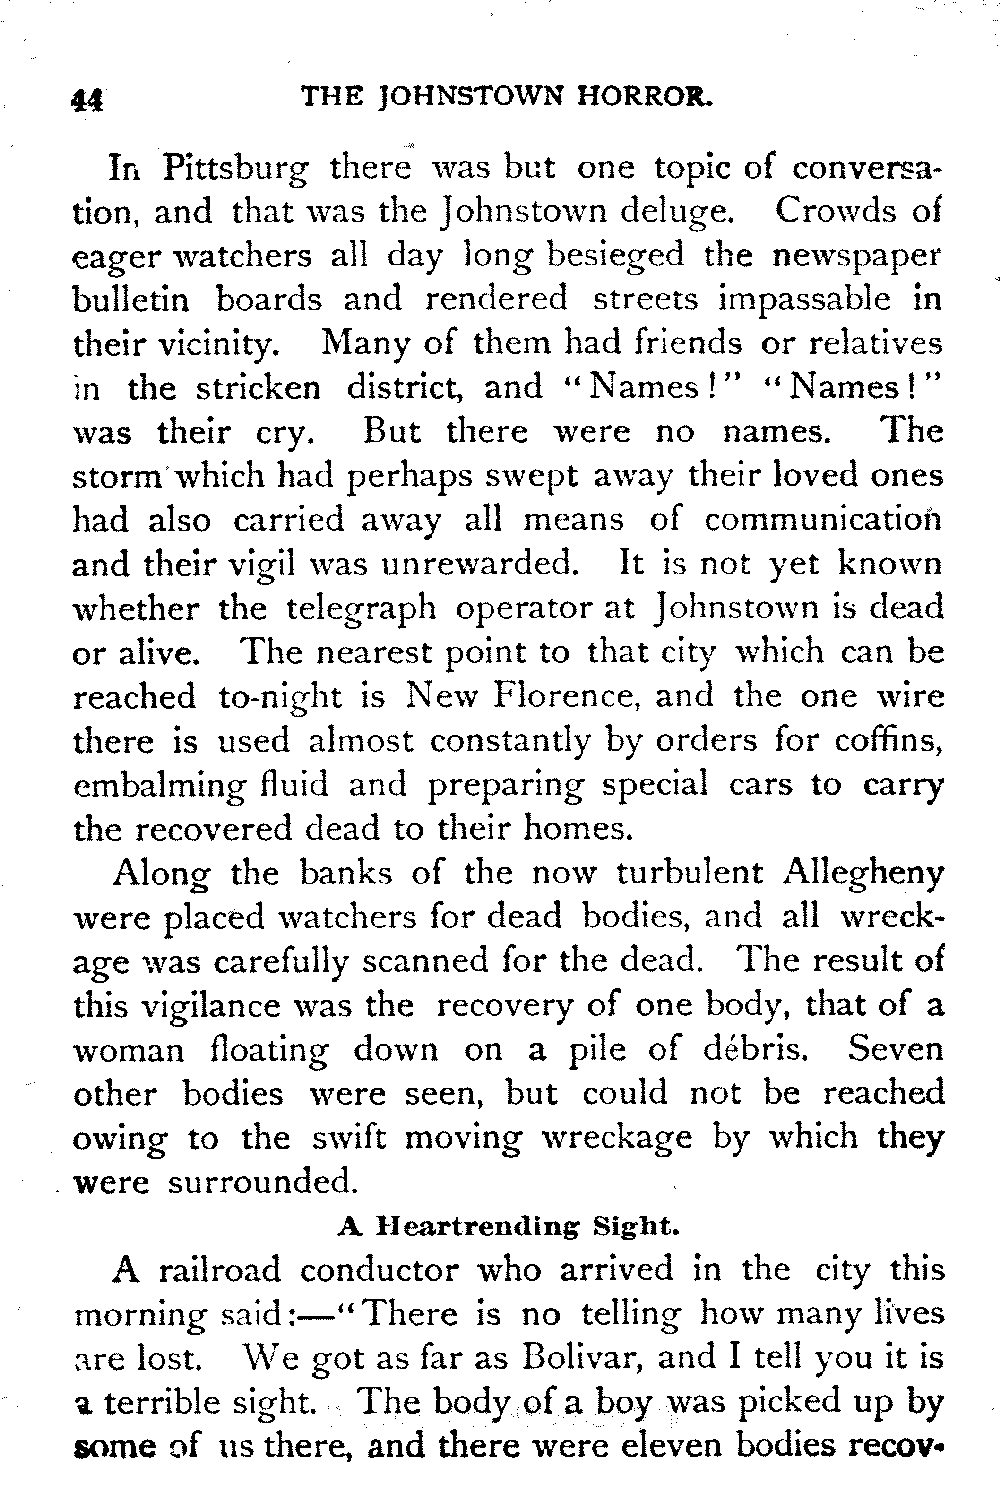 44 THE JOHNSTOWN HORROR.
In Pittsburg there was but one topic of conversa-
tion, and that was the Johnstown deluge. Crowds of
eager watchers all day long besieged the newspaper
bulletin boards and rendered streets impassable in
their vicinity. Many of them had friends or relatives
in the stricken district, and “Names!” “Names!”
was their cry. But there were no names. The
storm which had perhaps swept away their loved ones
had also carried away all means of communication
and their vigil was unrewarded. It is not yet known
whether the telegraph operator at Johnstown is dead
or alive. The nearest point to that city which can be
reached to-night is New Florence, and the one wire
there is used almost constantly by orders for coffins,
embalming fluid and preparing special cars to carry
the recovered dead to their homes.
Along the banks of the now turbulent Allegheny
were placed watchers for dead bodies, and all wreck-
age was carefully scanned for the dead. The result of
this vigilance was the recovery of one body, that of a
woman floating down on a pile of débris. Seven
other bodies were seen, but could not be reached
owing to the swift moving wreckage by which they
were surrounded.
A Heartrending Sight.
A railroad conductor who arrived in the city this
morning said:—“There is no telling how many lives
are lost. We got as far as Bolivar, and I tell you it is
a terrible sight. The body of a boy was picked up by
some of us there, and there were eleven bodies recov-